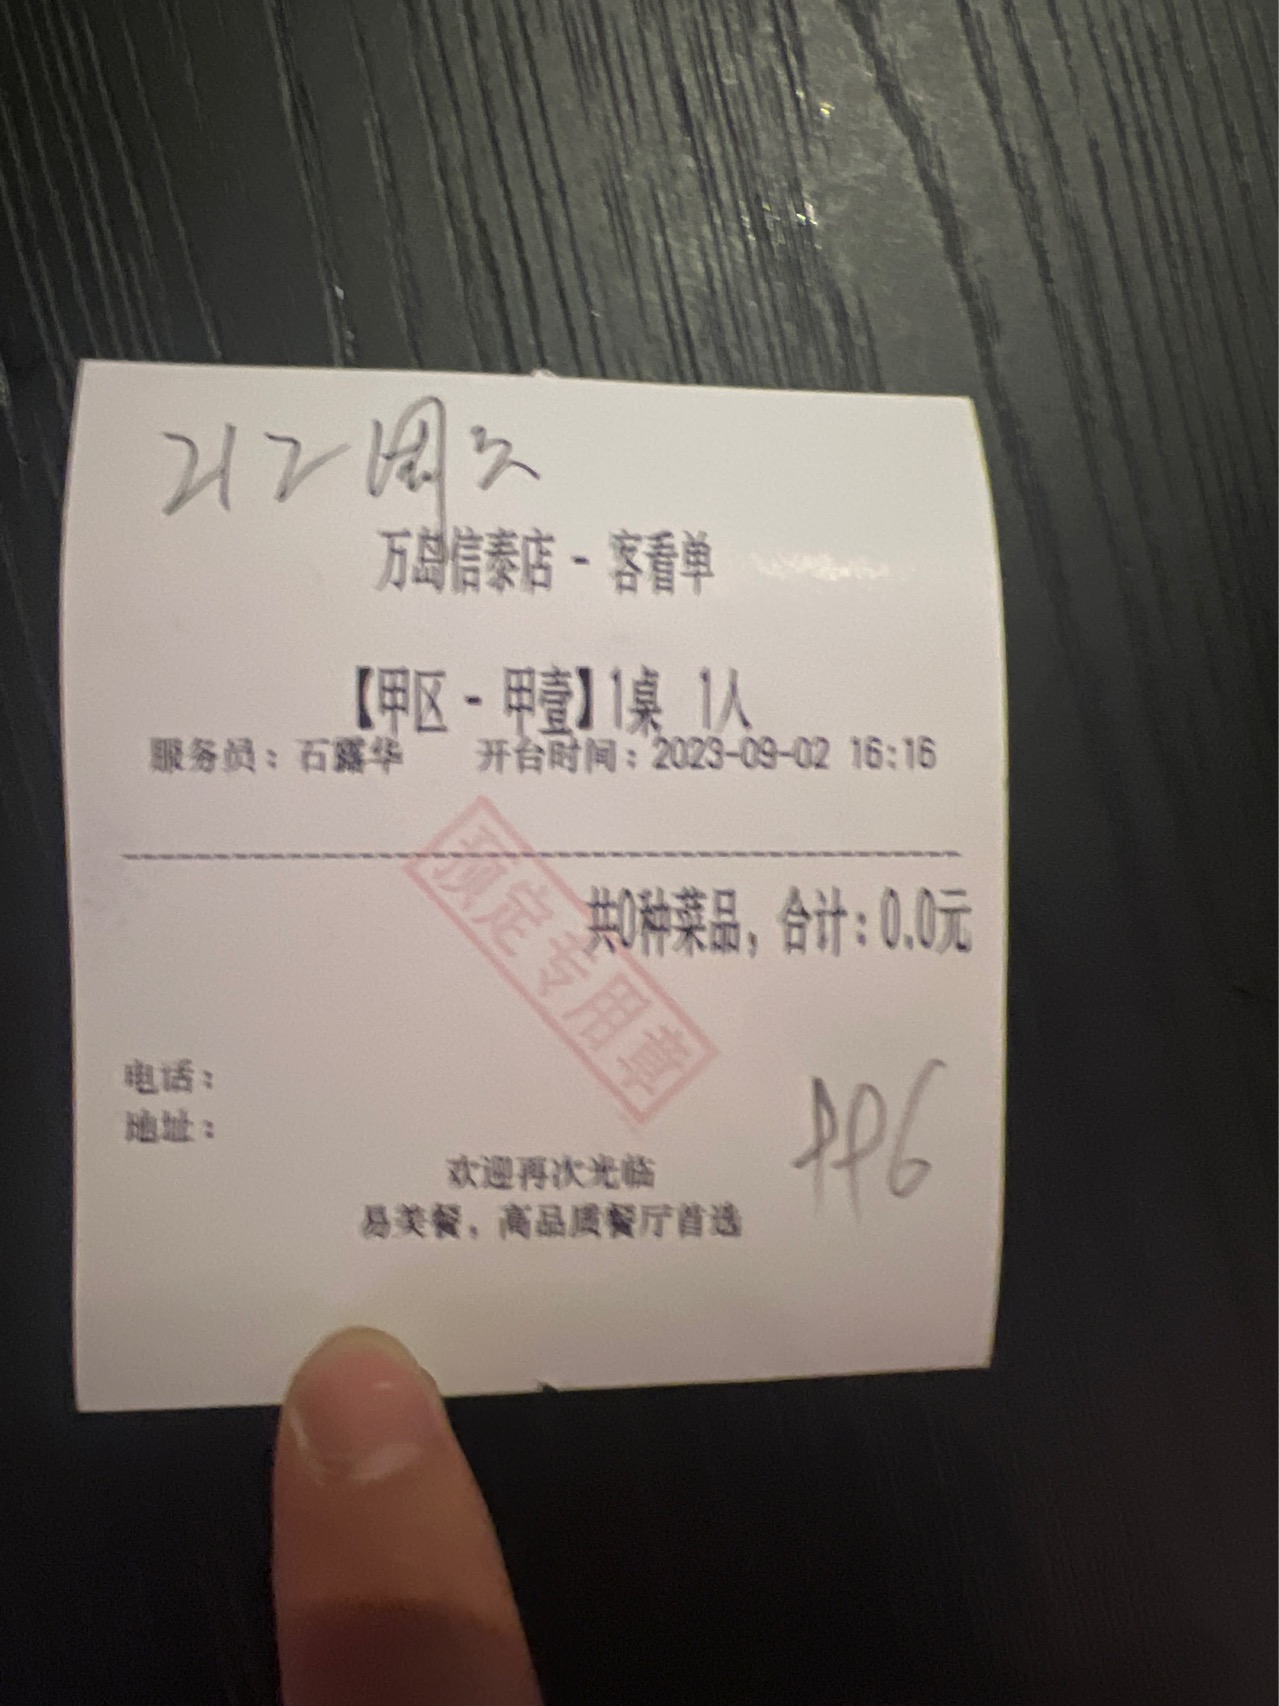 212
万岛信泰店 - 客看单
【甲区 - 甲壹】1桌 1人
服务员：石露华 开台时间：2023-09-02 16:16
共0种菜品，合计：0.0元
预定专用章
电话：
地址：
PP6
欢迎再次光临
易美餐，高品质餐厅首选